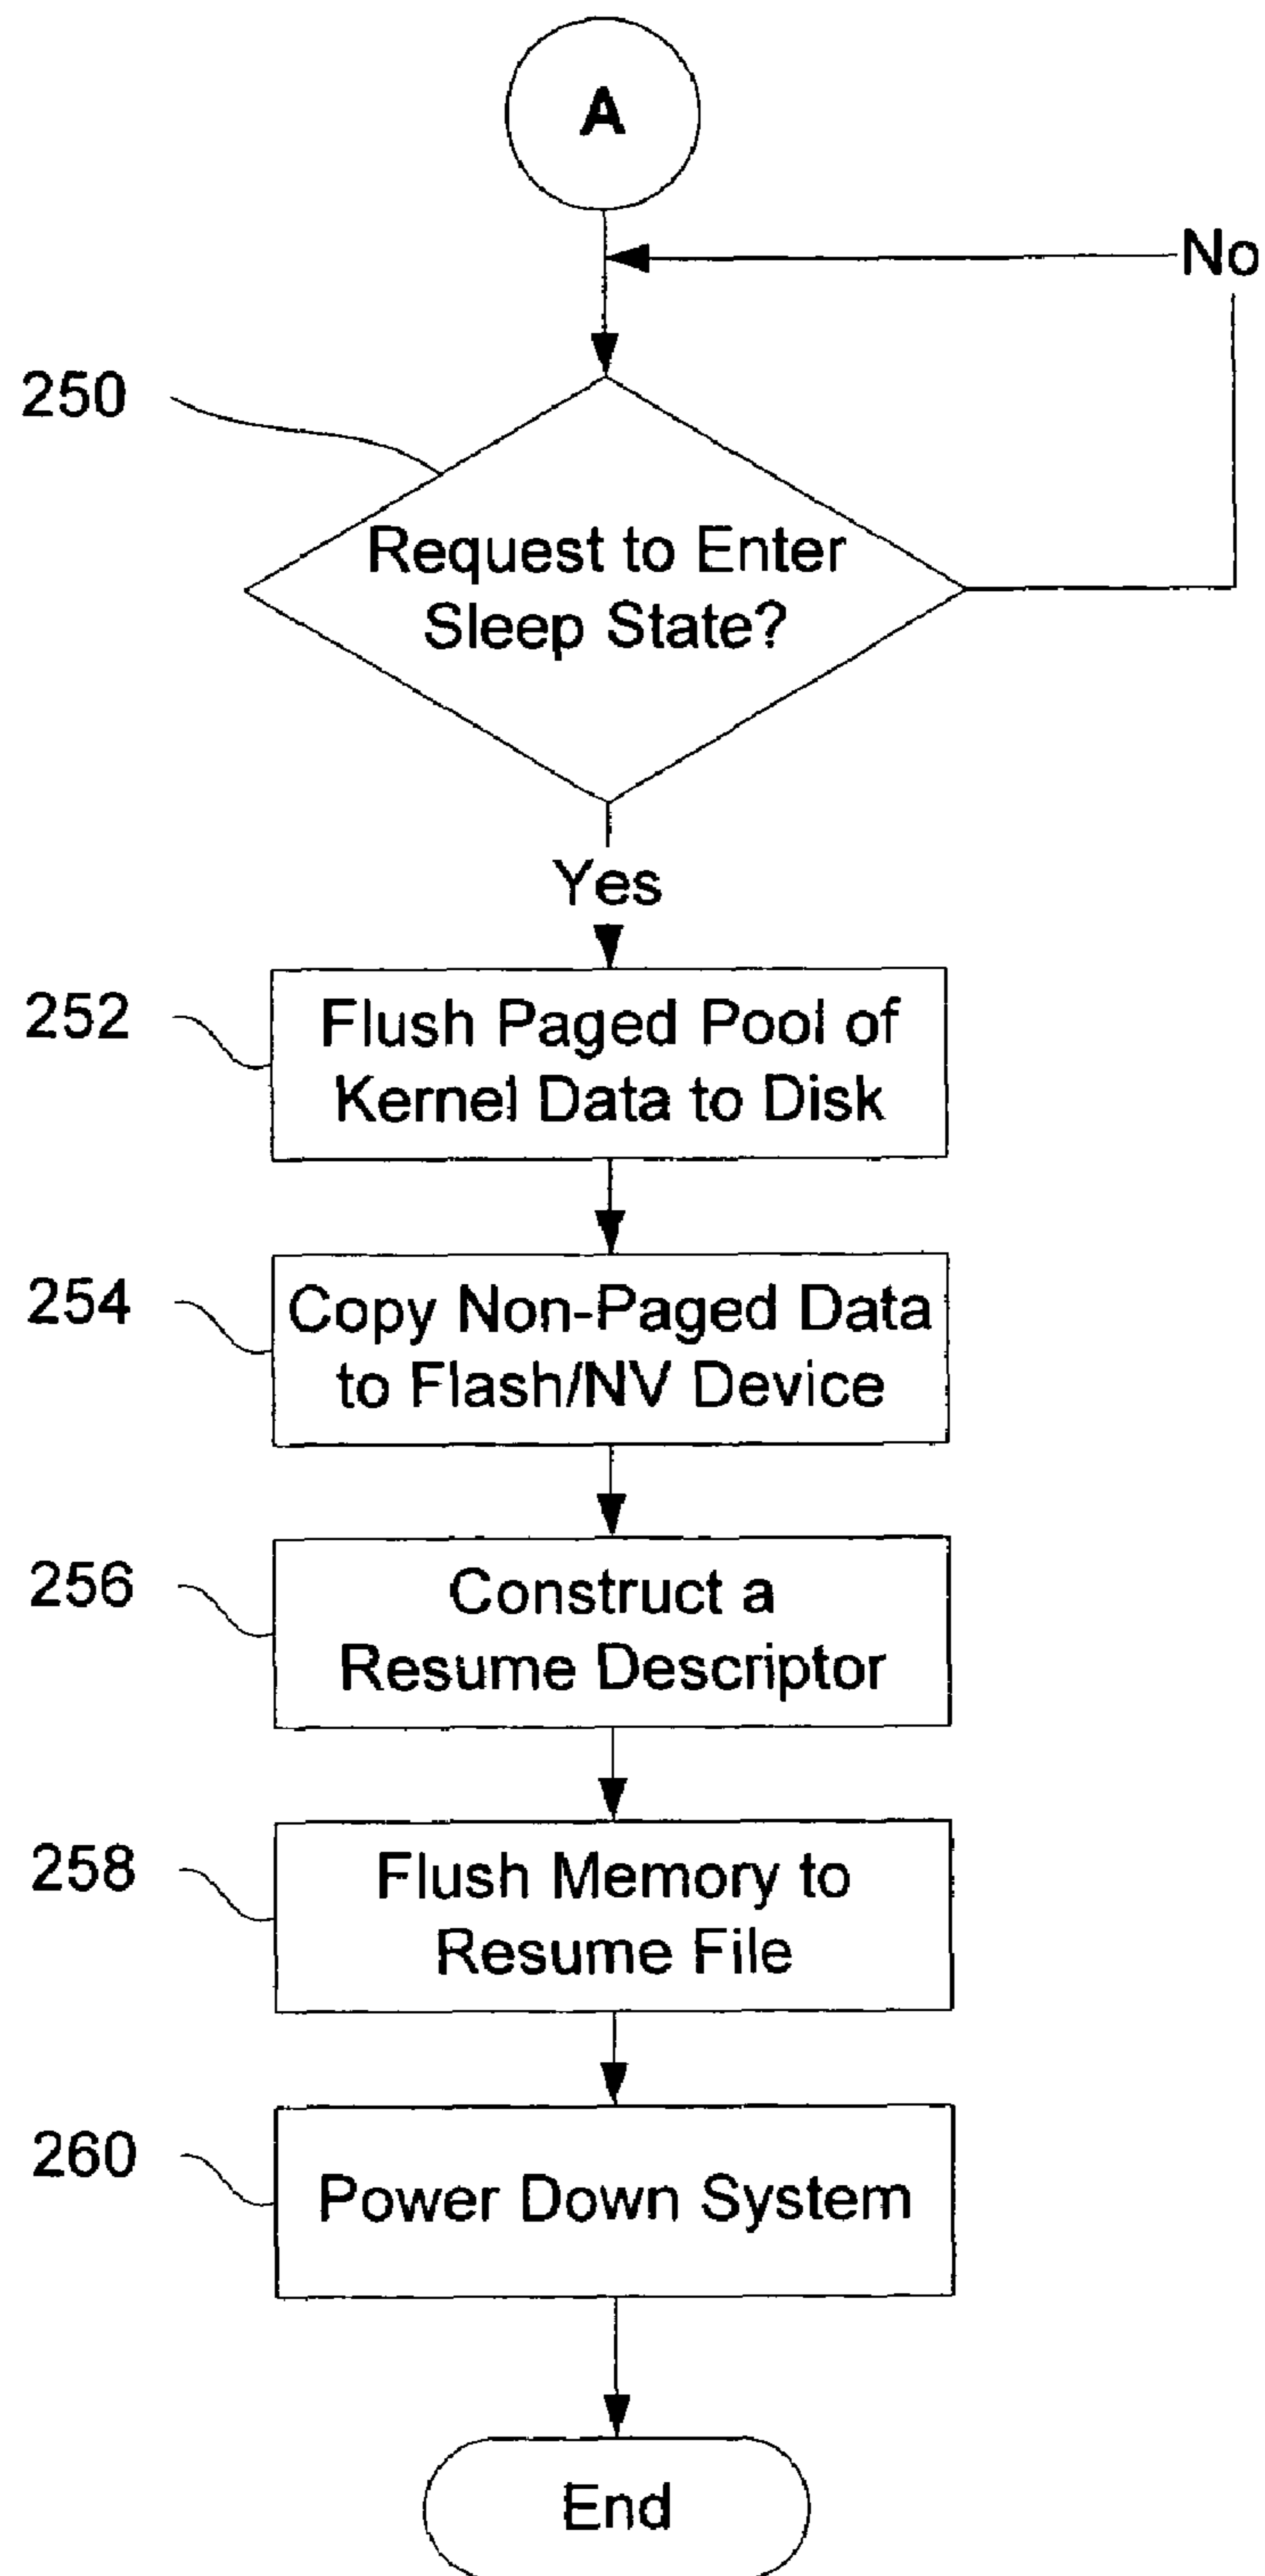 A
No
250
Request to Enter
Sleep State?
Yes
252
Flush Paged Pool of
Kernel Data to Disk
254
Copy Non-Paged Data
to Flash/NV Device
256
Construct a
Resume Descriptor
258
Flush Memory to
Resume File
260
Power Down System
End